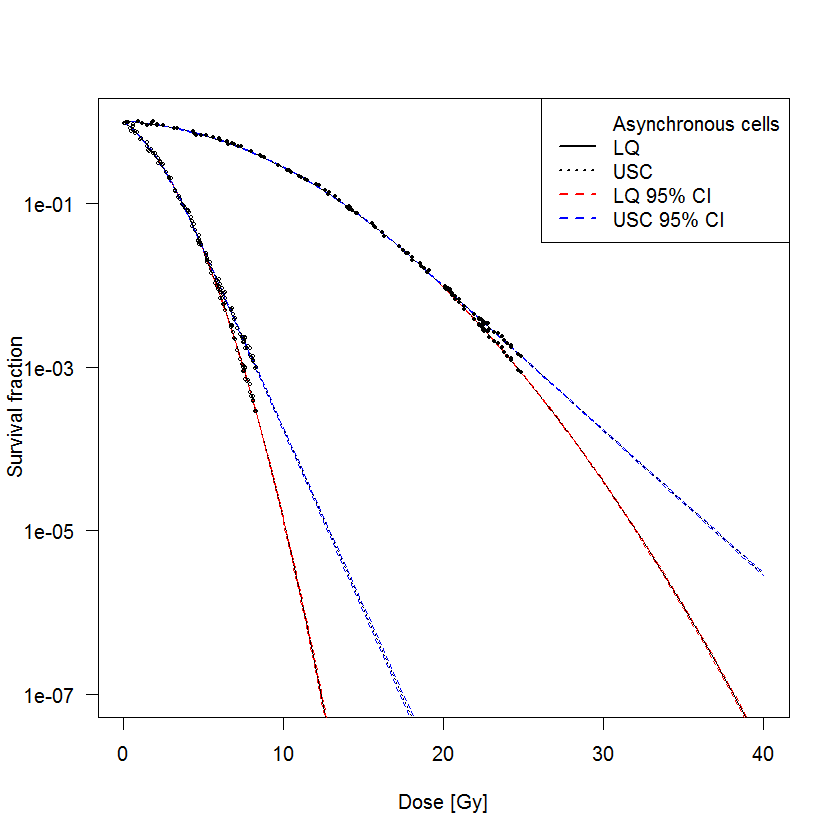 Asynchronous cells
LQ
USC
LQ 95% CI
USC 95% CI
Survival fraction
1e-01
1e-03
1e-05
1e-07
0 10 20 30 40
Dose [Gy]